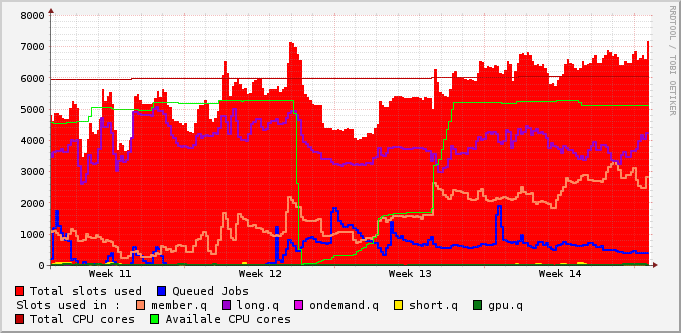 8000
7000
6000
5000
4000
3000
2000
1000
0
Week 11 Week 12 Week 13 Week 14
Total slots used Queued Jobs
Slots used in : member.q long.q ondemand.q short.q gpu.q
Total CPU cores Availale CPU cores
RRDTOOL / TOBI OETIKER